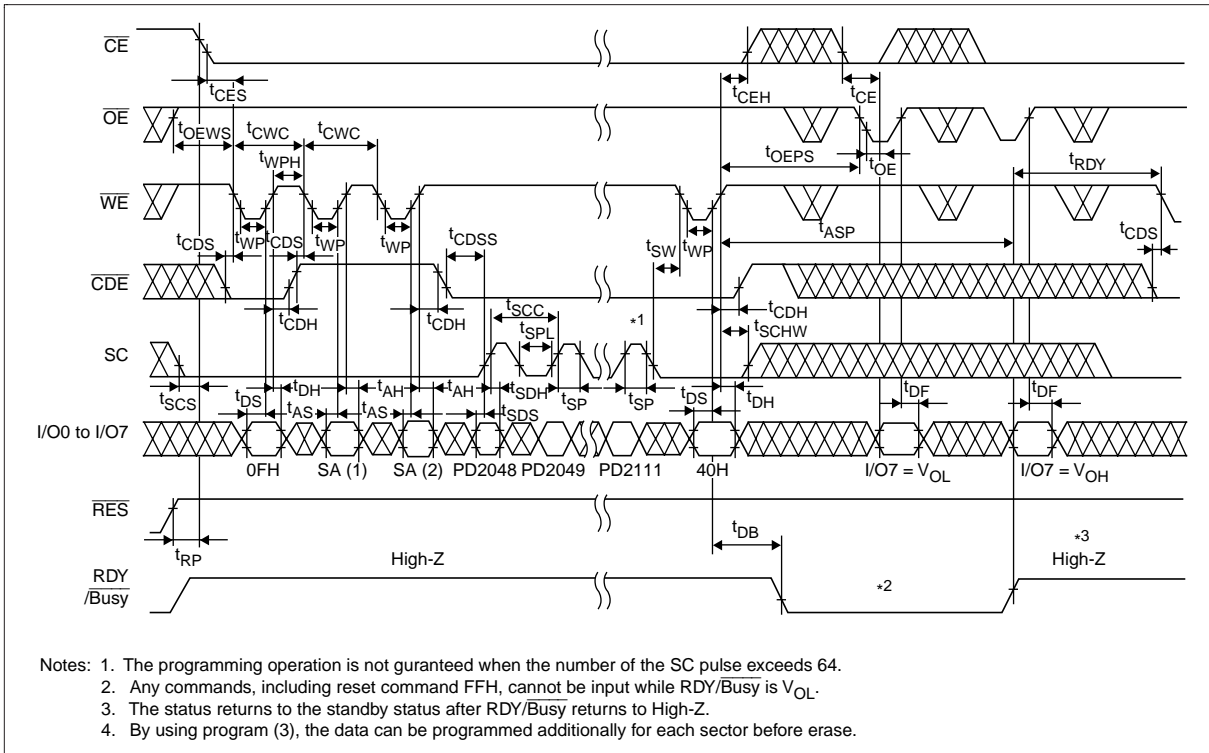 CE
tCES tCEH tCE
OE
tOEWS tCWC tCWC
tWPH tOEPS tOE tRDY
WE
tCDS tWP tCDS tWP tWP tCDSS tSW tWP tASP tCDS
CDE
tCDH tCDH tSCC *1 tCDH
tSPL tSCHW
SC
tSCS tDS tDH tAS tAH tAS tAH tSDH tSDS tSP tSP tDS tDH tDF tDF
I/O0 to I/O7
0FH SA (1) SA (2) PD2048 PD2049 PD2111 40H I/O7 = VOL I/O7 = VOH
RES
tRP tDB
High-Z *3
High-Z
RDY
/Busy
*2
Notes: 1. The programming operation is not guranteed when the number of the SC pulse exceeds 64.
2. Any commands, including reset command FFH, cannot be input while RDY/Busy is VOL.
3. The status returns to the standby status after RDY/Busy returns to High-Z.
4. By using program (3), the data can be programmed additionally for each sector before erase.